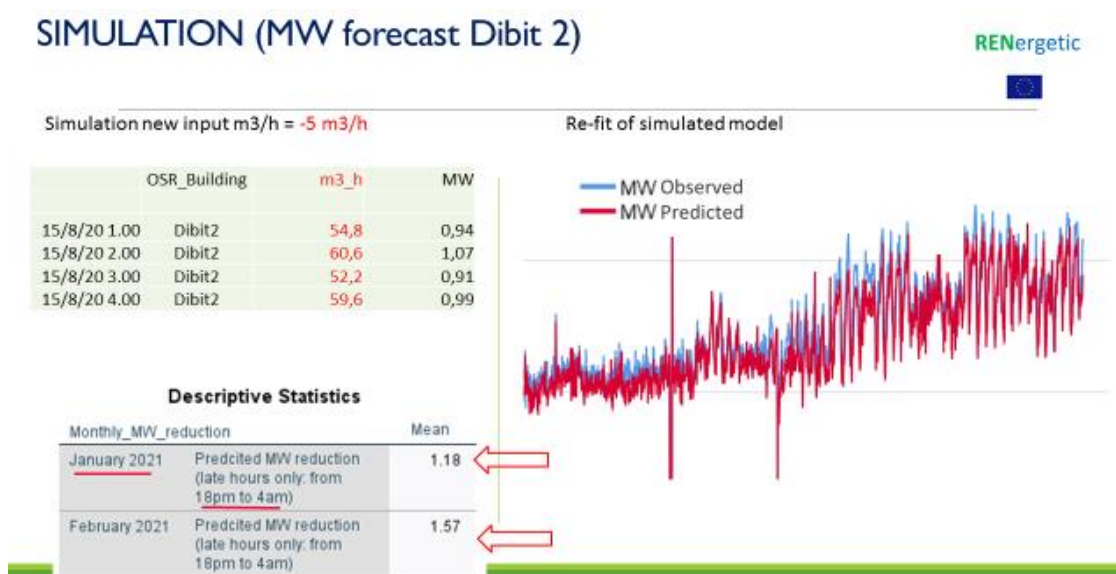 SIMULATION (MW forecast Dibit 2)
RENergetic
Simulation new input m3/h = -5 m3/h
Re-fit of simulated model
OSR_Building m3_h MW
15/8/20 1.00 Dibit2 54,8 0,94
15/8/20 2.00 Dibit2 60,6 1,07
15/8/20 3.00 Dibit2 52,2 0,91
15/8/20 4.00 Dibit2 59,6 0,99
MW Observed
MW Predicted
Descriptive Statistics
Monthly_MW_reduction Mean
January 2021 Predcited MW reduction 1.18
(late hours only: from
18pm to 4am)
February 2021 Predcited MW reduction 1.57
(late hours only: from
18pm to 4am)